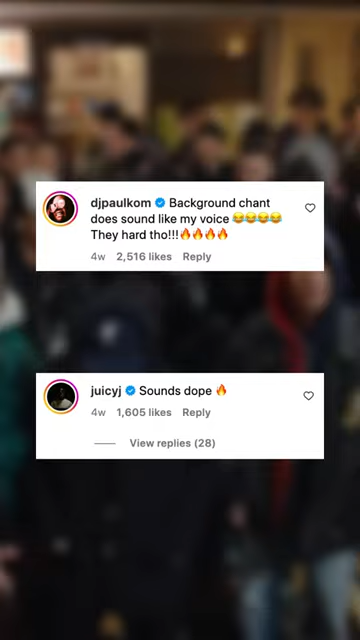 djpaulkom Background chant
does sound like my voice 😂😂😂😂
They hard tho!!!🔥🔥🔥🔥
4w 2,516 likes Reply
juicyj Sounds dope 🔥
4w 1,605 likes Reply
View replies (28)